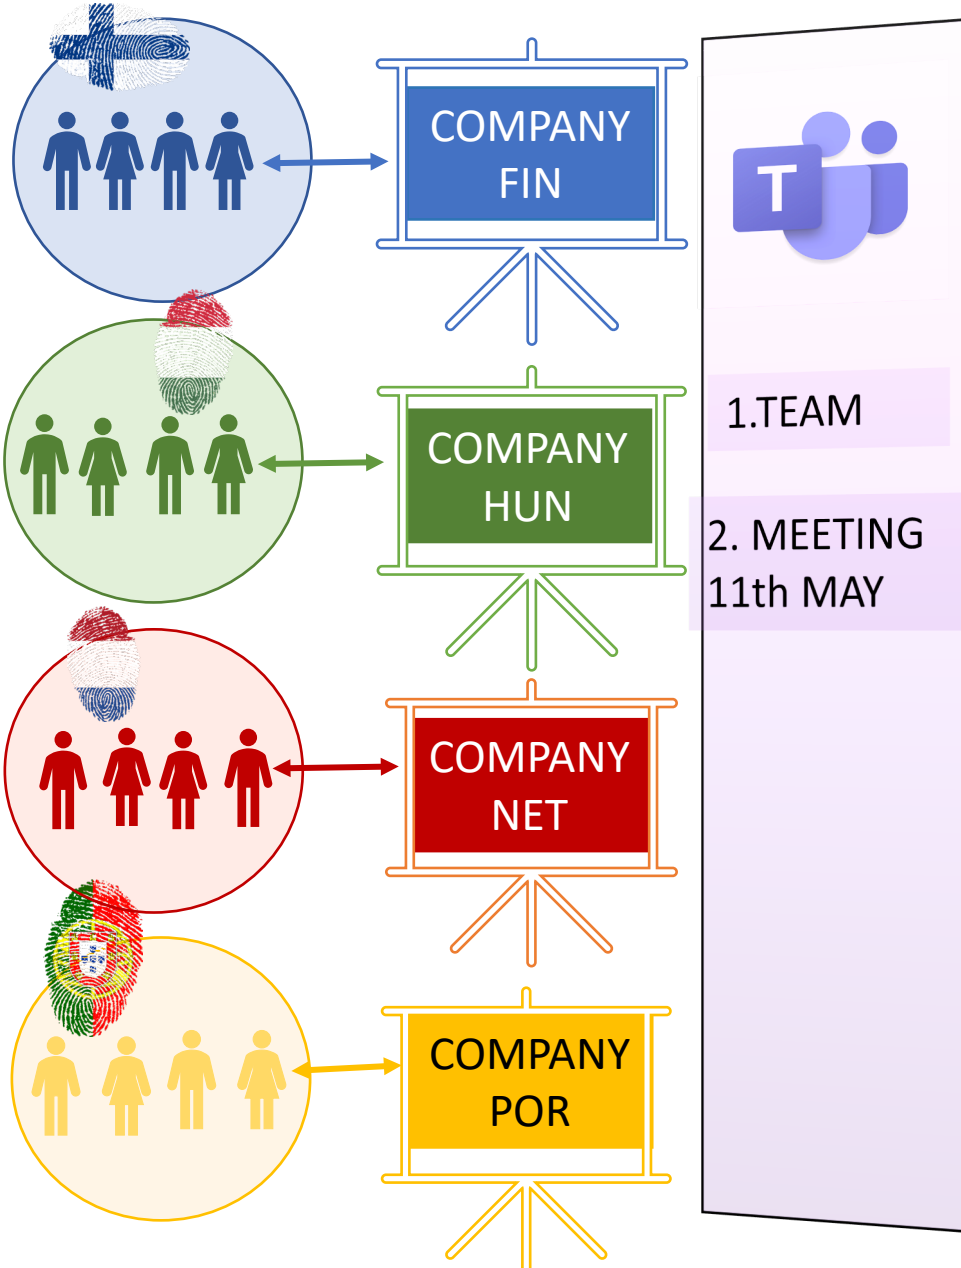 COMPANY
FIN
COMPANY
HUN
COMPANY
NET
COMPANY
POR
T
1.TEAM
2. MEETING
11th MAY